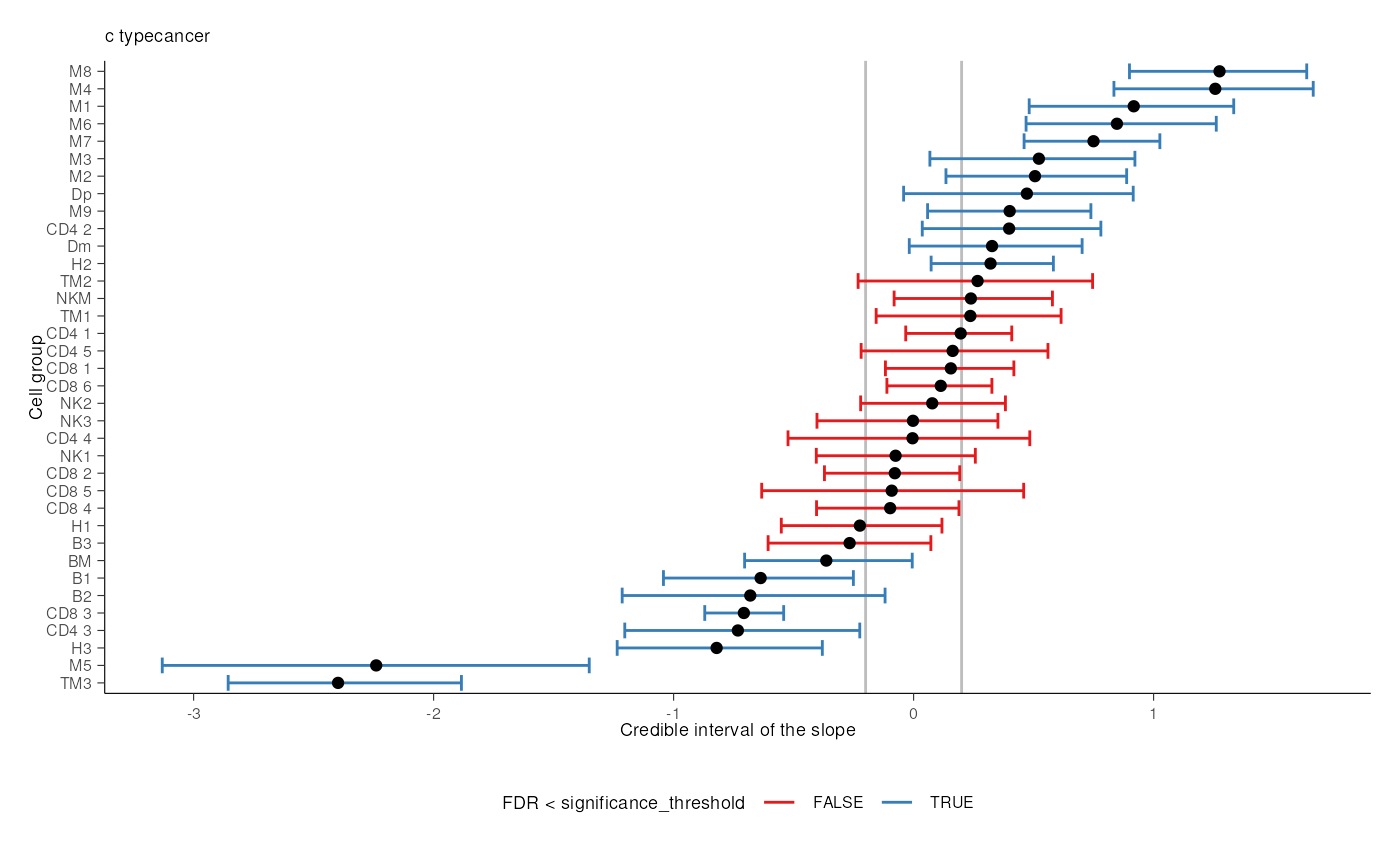 c typecancer
M8
M4
M1
M6
M7
M3
M2
Dp
M9
CD4 2
Dm
H2
TM2
NKM
TM1
CD4 1
CD4 5
CD8 1
CD8 6
NK2
NK3
CD4 4
NK1
CD8 2
CD8 5
CD8 4
H1
B3
BM
B1
B2
CD8 3
CD4 3
H3
M5
TM3
Cell group
-3 -2 -1 0 1
Credible interval of the slope
FDR < significance_threshold FALSE TRUE